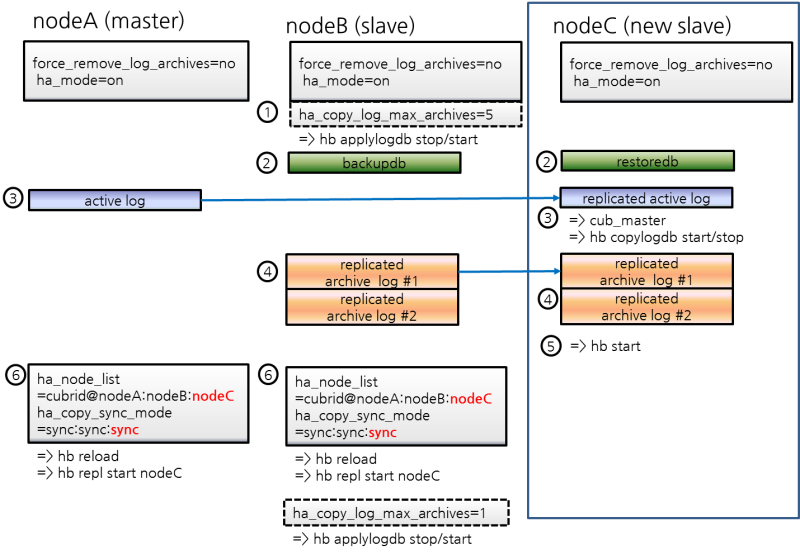 nodeA (master)
nodeB (slave)
nodeC (new slave)
force_remove_log_archives=no
ha_mode=on
force_remove_log_archives=no
ha_mode=on
force_remove_log_archives=no
ha_mode=on
1
ha_copy_log_max_archives=5
=> hb applylogdb stop/start
2
backupdb
2
restoredb
3
active log
replicated active log
3
=> cub_master
=> hb copylogdb start/stop
4
replicated
archive log #1
replicated
archive log #2
replicated
archive log #1
4
replicated
archive log #2
5
=> hb start
6
ha_node_list
=cubrid@nodeA:nodeB:nodeC
ha_copy_sync_mode
=sync:sync:sync
=> hb reload
=> hb repl start nodeC
6
ha_node_list
=cubrid@nodeA:nodeB:nodeC
ha_copy_sync_mode
=sync:sync:sync
=> hb reload
=> hb repl start nodeC
ha_copy_log_max_archives=1
=> hb applylogdb stop/start